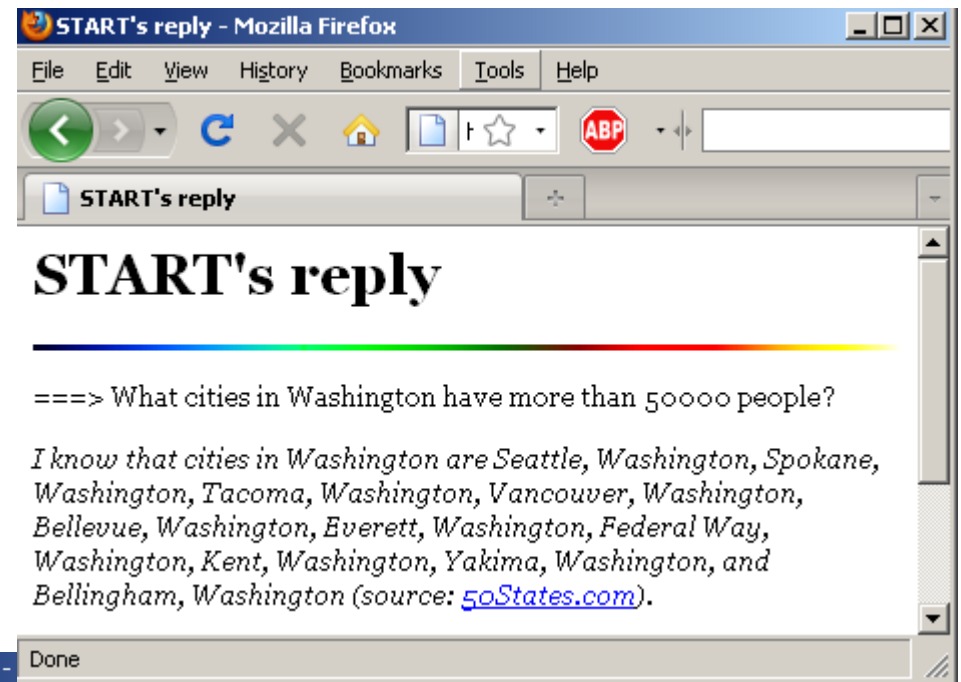 START's reply - Mozilla Firefox
File Edit View History Bookmarks Tools Help
ABP
START's reply
START's reply
===> What cities in Washington have more than 50000 people?
I know that cities in Washington are Seattle, Washington, Spokane,
Washington, Tacoma, Washington, Vancouver, Washington,
Bellevue, Washington, Everett, Washington, Federal Way,
Washington, Kent, Washington, Yakima, Washington, and
Bellingham, Washington (source: 50States.com).
Done